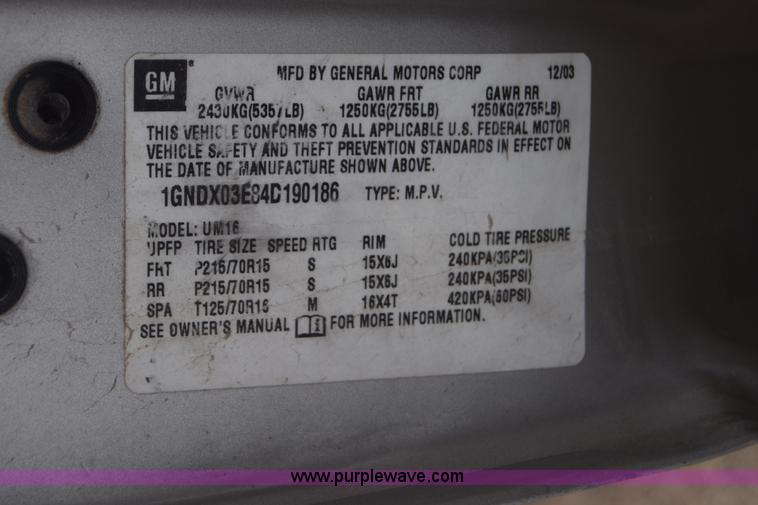 GM MFD BY GENERAL MOTORS CORP 12/03
GVWR GAWR FRT GAWR RR
2430KG(5357LB) 1250KG(2755LB) 1250KG(2755LB)
THIS VEHICLE CONFORMS TO ALL APPLICABLE U.S. FEDERAL MOTOR
VEHICLE SAFETY AND THEFT PREVENTION STANDARDS IN EFFECT ON
THE DATE OF MANUFACTURE SHOWN ABOVE.
1GNDX03E84D190186 TYPE: M.P.V.
MODEL: UM16
UPFP TIRE SIZE SPEED RTG RIM COLD TIRE PRESSURE
FRT P215/70R15 S 15X6J 240KPA(35PSI)
RR P215/70R15 S 15X6J 240KPA(35PSI)
SPA T125/70R15 M 16X4T 420KPA(60PSI)
SEE OWNER'S MANUAL FOR MORE INFORMATION.
www.purplewave.com